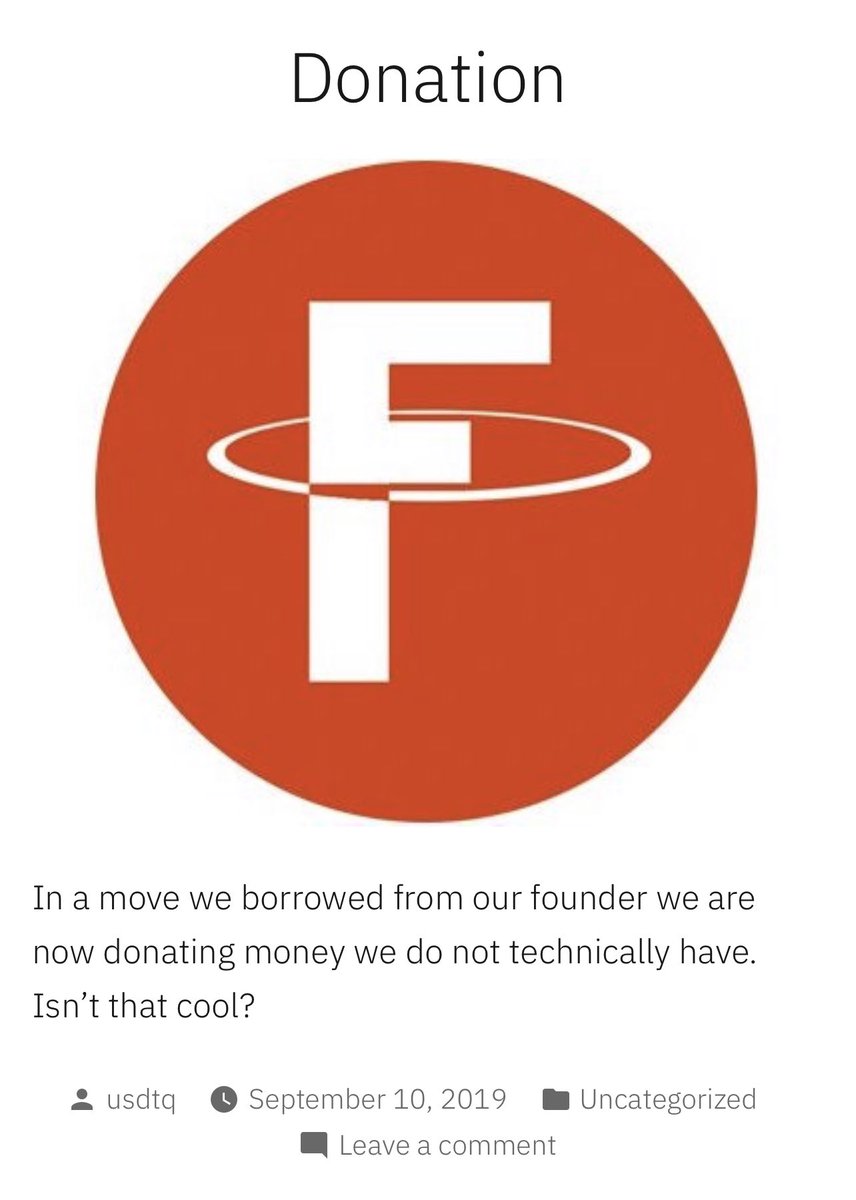 Donation
F
In a move we borrowed from our founder we are
now donating money we do not technically have.
Isn’t that cool?
usdtq September 10, 2019 Uncategorized
Leave a comment